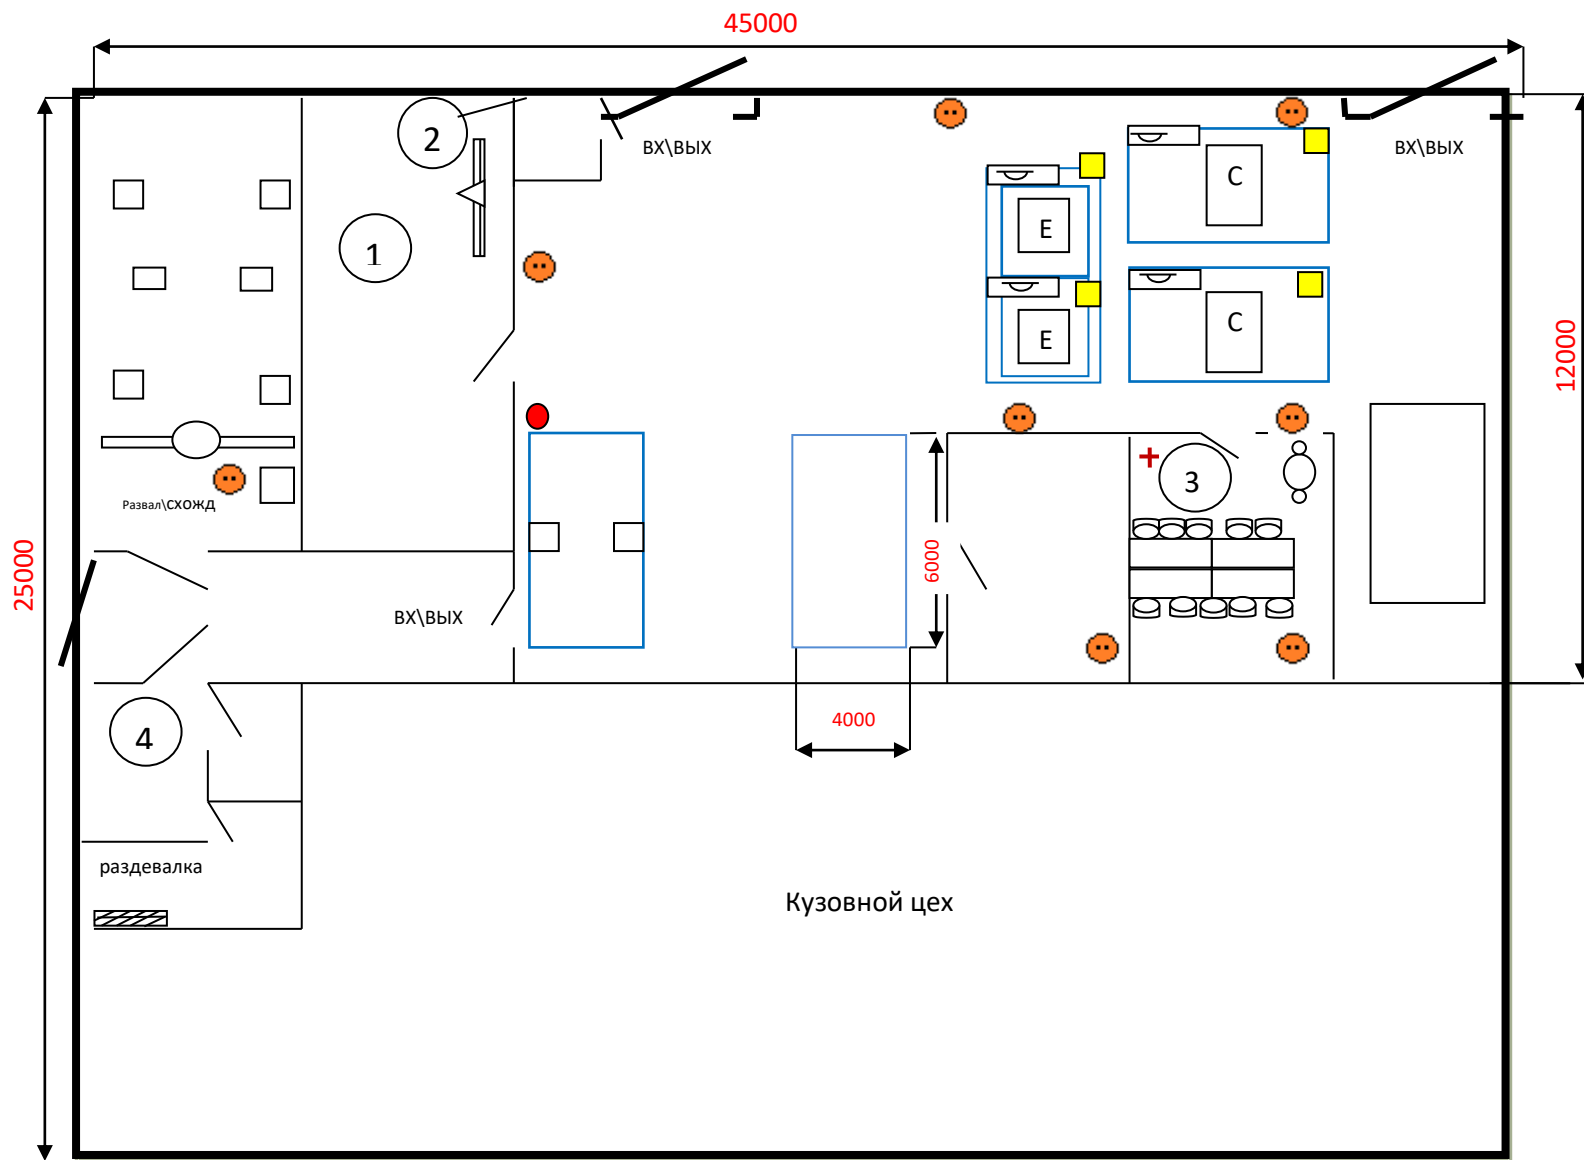 45000
2
ВХ\ВЫХ
ВХ\ВЫХ
С
Е
1
С
Е
12000
3
Развал\схожд
25000
6000
ВХ\ВЫХ
4000
4
раздевалка
Кузовной цех